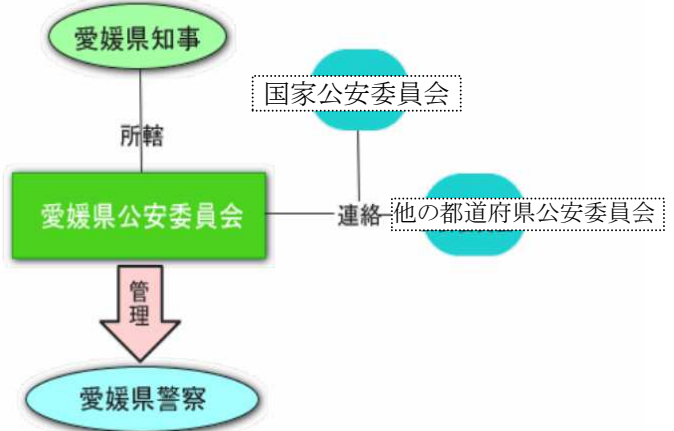 愛媛県知事
国家公安委員会
所轄
愛媛県公安委員会
連絡
他の都道府県公安委員会
管理
愛媛県警察